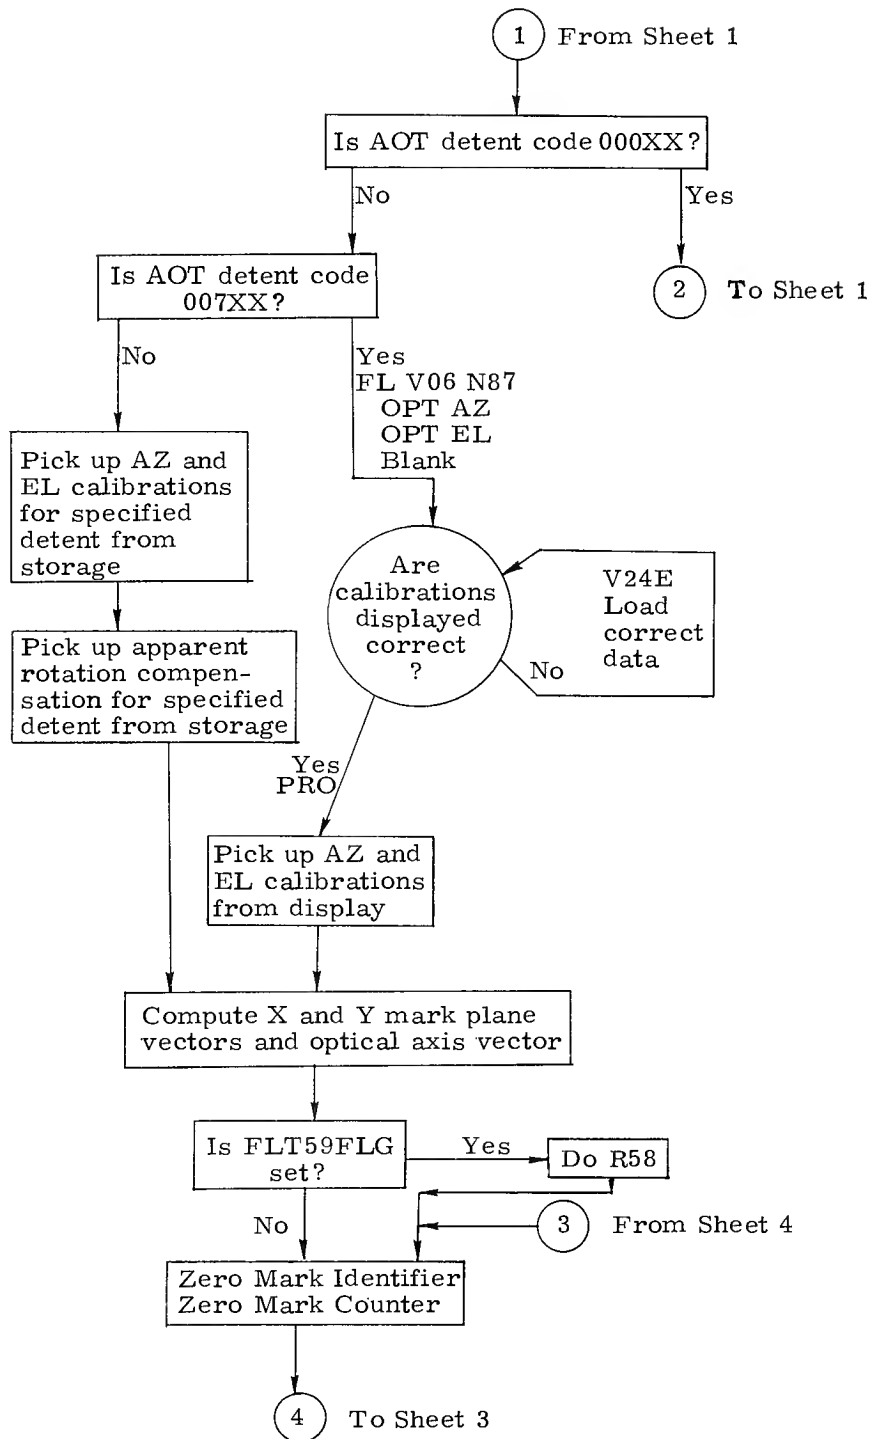 1 From Sheet 1
Is AOT detent code 000XX?
No
Yes
Is AOT detent code
007XX?
2 To Sheet 1
No
Yes
FL V06 N87
OPT AZ
OPT EL
Blank
Pick up AZ and
EL calibrations
for specified
detent from
storage
Are
calibrations
displayed
correct
?
V24E
Load
correct
data
No
Pick up apparent
rotation compen-
sation for specified
detent from storage
Yes
PRO
Pick up AZ and
EL calibrations
from display
Compute X and Y mark plane
vectors and optical axis vector
Is FLT59FLG
set?
Yes
Do R58
No
3 From Sheet 4
Zero Mark Identifier
Zero Mark Counter
4 To Sheet 3